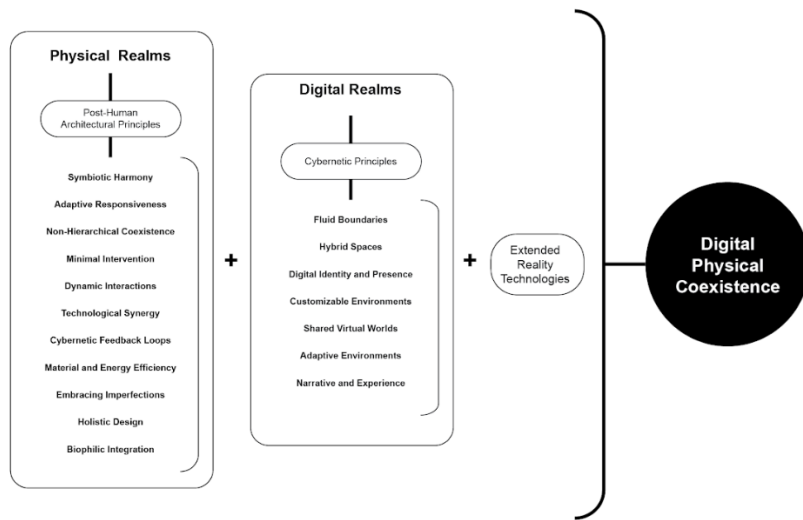 Physical Realms
Post-Human
Architectural Principles
Symbiotic Harmony
Adaptive Responsiveness
Non-Hierarchical Coexistence
Minimal Intervention
Dynamic Interactions
Technological Synergy
Cybernetic Feedback Loops
Material and Energy Efficiency
Embracing Imperfections
Holistic Design
Biophilic Integration
+
Digital Realms
Cybernetic Principles
Fluid Boundaries
Hybrid Spaces
Digital Identity and Presence
Customizable Environments
Shared Virtual Worlds
Adaptive Environments
Narrative and Experience
+
Extended
Reality
Technologies
Digital
Physical
Coexistence